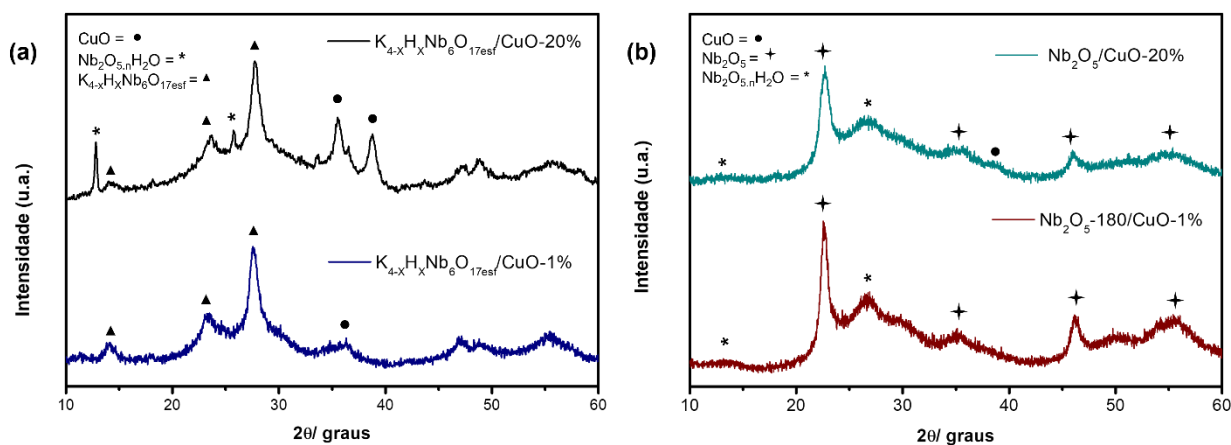 (a)
CuO = ●
Nb₂O₅.ₙH₂O = *
K₄₋ₓHₓNb₆O₁₇esf = ▲
K₄₋ₓHₓNb₆O₁₇esf/CuO-20%
K₄₋ₓHₓNb₆O₁₇esf/CuO-1%
Intensidade (u.a.)
10 20 30 40 50 60
2θ/ graus
(b)
CuO = ●
Nb₂O₅ = ✦
Nb₂O₅.ₙH₂O = *
Nb₂O₅/CuO-20%
Nb₂O₅-180/CuO-1%
Intensidade (u.a.)
10 20 30 40 50 60
2θ/ graus